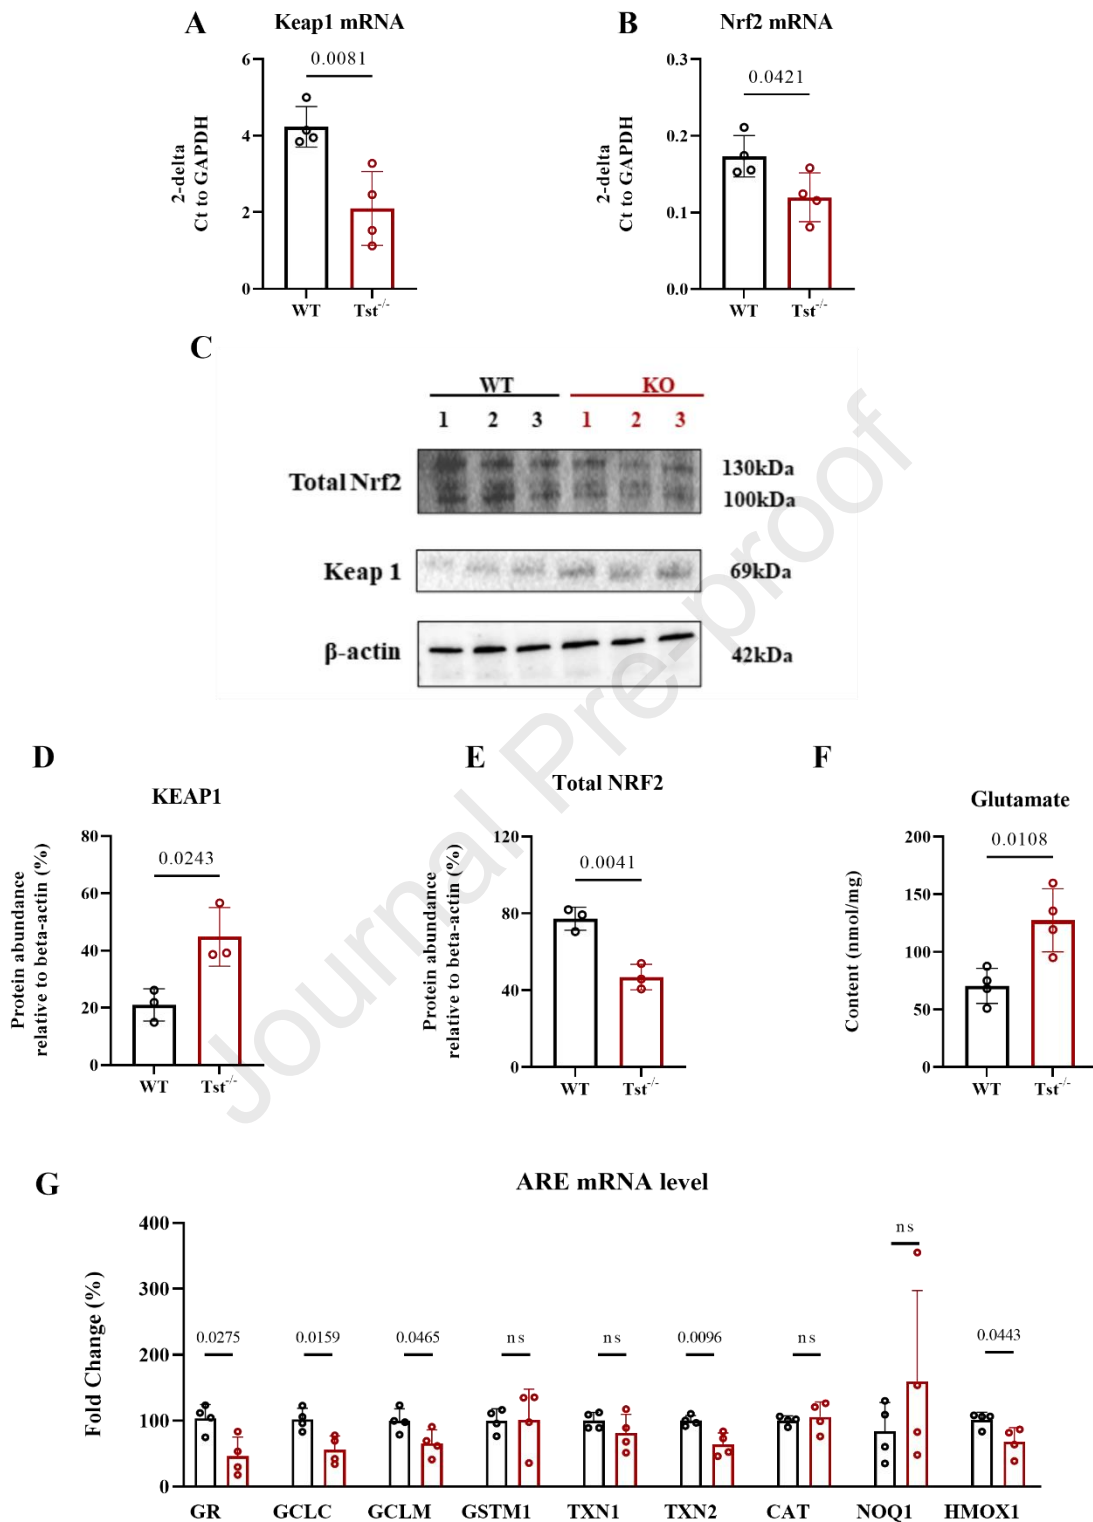 A
Keap1 mRNA
0.0081
2-delta
Ct to GAPDH
6
4
2
0
WT
Tst-/-
B
Nrf2 mRNA
0.0421
2-delta
Ct to GAPDH
0.3
0.2
0.1
0.0
WT
Tst-/-
C
WT
KO
1 2 3 1 2 3
Total Nrf2
130kDa
100kDa
Keap 1
69kDa
β-actin
42kDa
D
KEAP1
0.0243
Protein abundance
relative to beta-actin (%)
80
60
40
20
0
WT
Tst-/-
E
Total NRF2
0.0041
Protein abundance
relative to beta-actin (%)
120
80
40
0
WT
Tst-/-
F
Glutamate
0.0108
Content (nmol/mg)
200
150
100
50
0
WT
Tst-/-
G
ARE mRNA level
Fold Change (%)
400
300
200
100
0
0.0275 0.0159 0.0465 ns ns 0.0096 ns ns 0.0443
GR GCLC GCLM GSTM1 TXN1 TXN2 CAT NOQ1 HMOX1
Journal Pre-proof